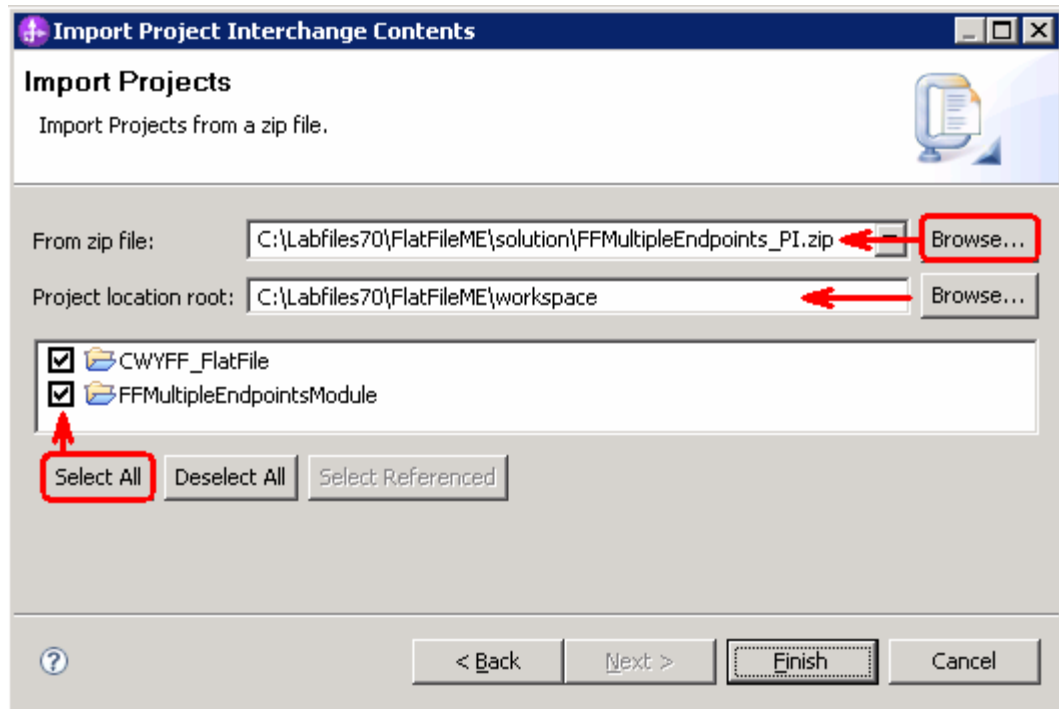 Import Project Interchange Contents
Import Projects
Import Projects from a zip file.
From zip file: C:\Labfiles70\FlatFileME\solution\FFMultipleEndpoints_PI.zip Browse...
Project location root: C:\Labfiles70\FlatFileME\workspace Browse...
CWYFF_FlatFile
FFMultipleEndpointsModule
Select All Deselect All Select Referenced
? < Back Next > Finish Cancel